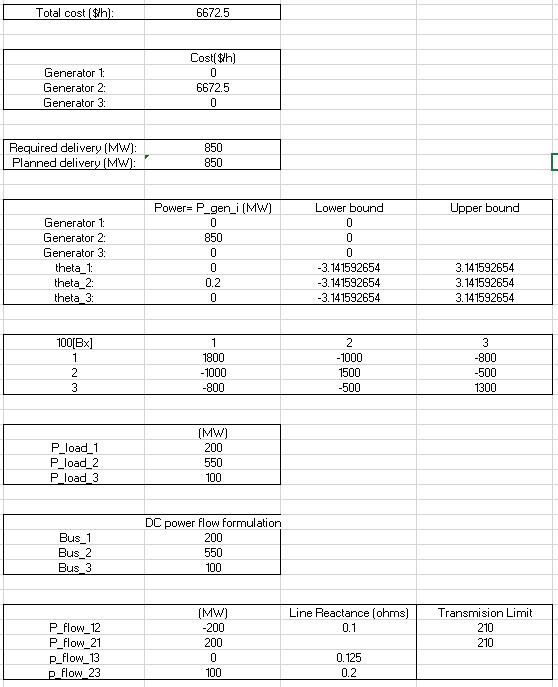 Total cost ($/h): 6672.5
Cost($/h)
Generator 1: 0
Generator 2: 6672.5
Generator 3: 0
Required delivery (MW): 850
Planned delivery (MW): 850
Power= P_gen_i (MW) Lower bound Upper bound
Generator 1: 0 0
Generator 2: 850 0
Generator 3: 0 0
theta_1: 0 -3.141592654 3.141592654
theta_2: 0.2 -3.141592654 3.141592654
theta_3: 0 -3.141592654 3.141592654
100[Bx] 1 2 3
1 1800 -1000 -800
2 -1000 1500 -500
3 -800 -500 1300
(MW)
P_load_1 200
P_load_2 550
P_load_3 100
DC power flow formulation
Bus_1 200
Bus_2 550
Bus_3 100
(MW) Line Reactance (ohms) Transmision Limit
P_flow_12 -200 0.1 210
P_flow_21 200 210
p_flow_13 0 0.125
p_flow_23 100 0.2